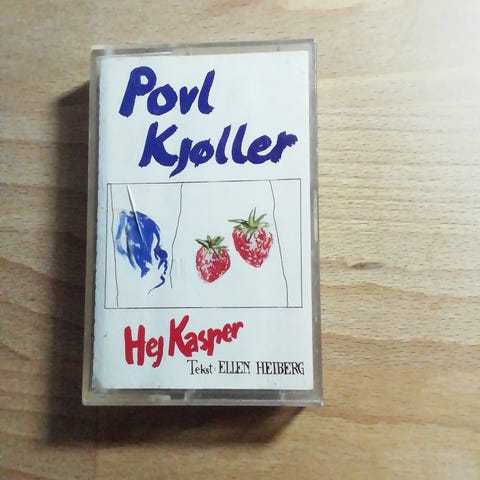 Povl
Kjøller
Hej Kasper
Tekst: ELLEN HEIBERG